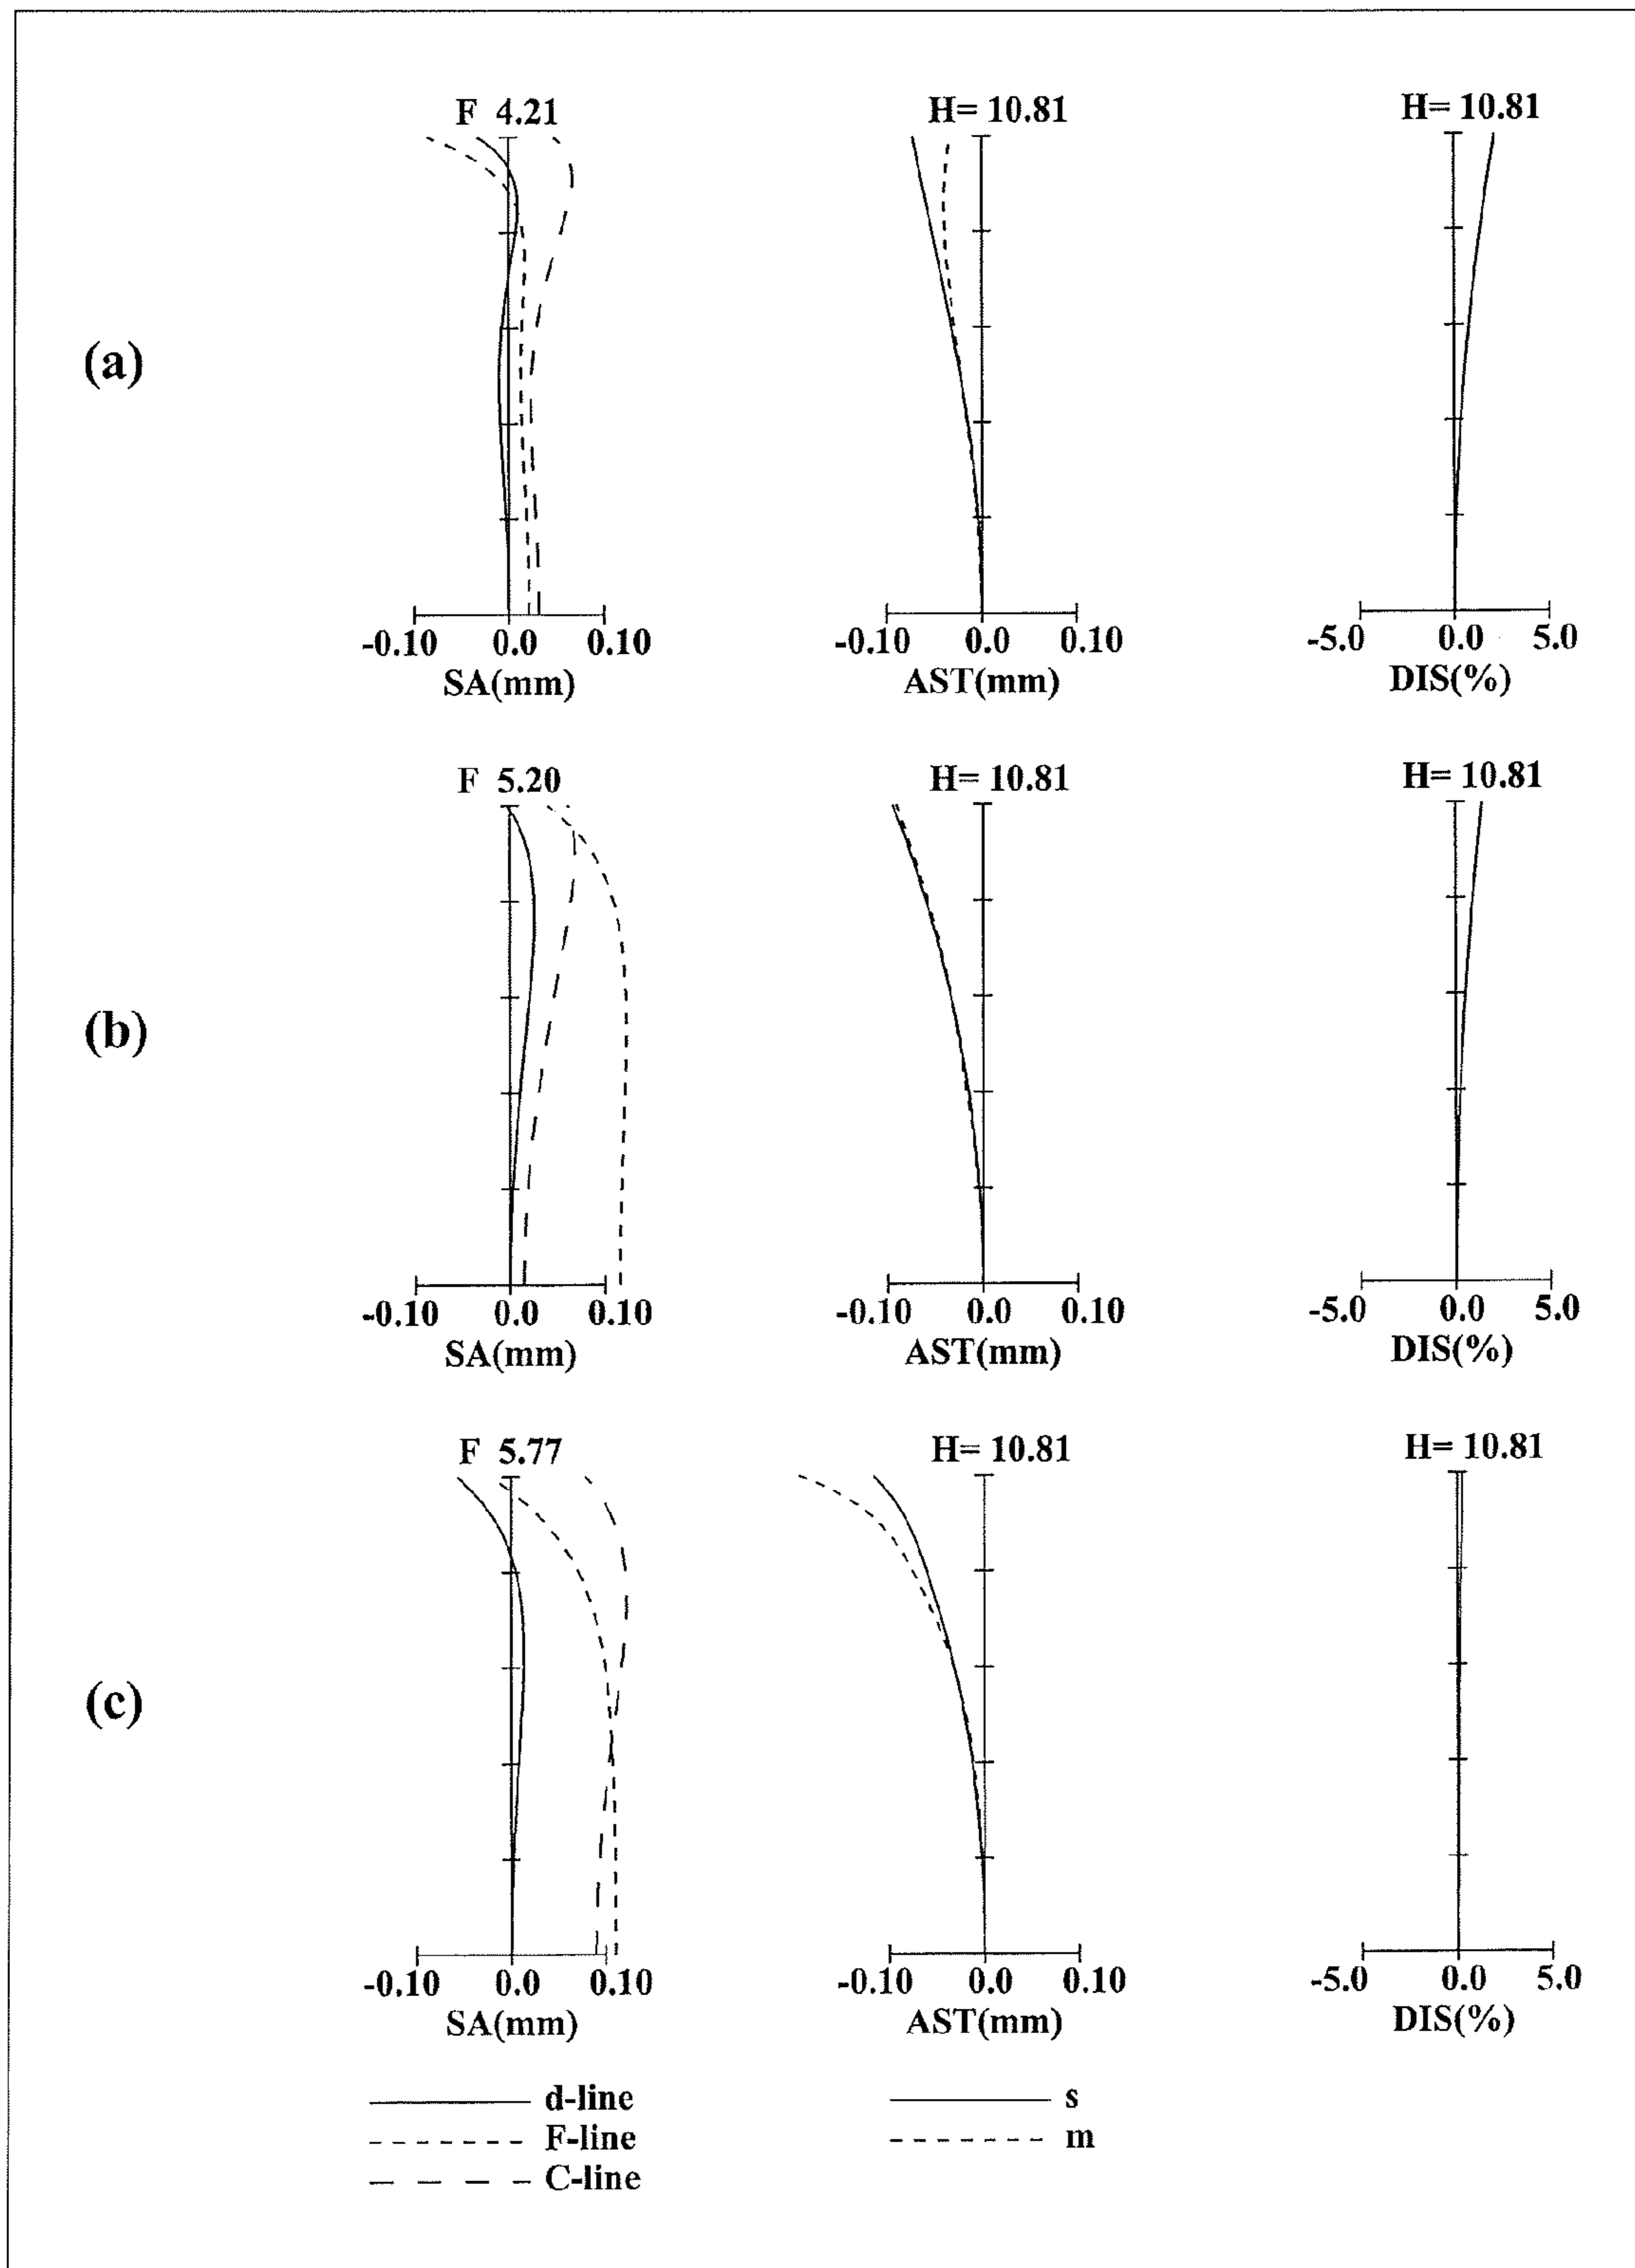 (a)
F 4.21
-0.10 0.0 0.10
SA(mm)
H= 10.81
-0.10 0.0 0.10
AST(mm)
H= 10.81
-5.0 0.0 5.0
DIS(%)
(b)
F 5.20
-0.10 0.0 0.10
SA(mm)
H= 10.81
-0.10 0.0 0.10
AST(mm)
H= 10.81
-5.0 0.0 5.0
DIS(%)
(c)
F 5.77
-0.10 0.0 0.10
SA(mm)
H= 10.81
-0.10 0.0 0.10
AST(mm)
H= 10.81
-5.0 0.0 5.0
DIS(%)
d-line
F-line
C-line
s
m